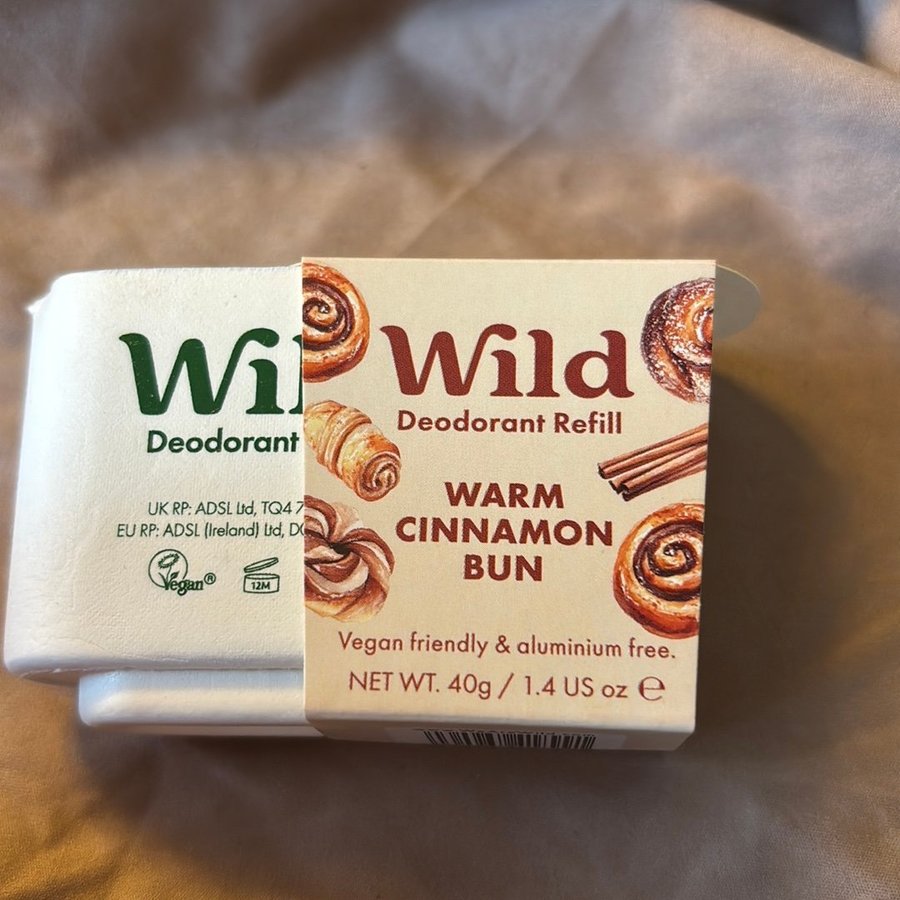 Wil
Deodorant
UK RP: ADSL Ltd, TQ4 7
EU RP: ADSL (Ireland) Ltd,
Vegan®
12M
Wild
Deodorant Refill
WARM
CINNAMON
BUN
Vegan friendly & aluminium free.
NET WT. 40g / 1.4 US oz ℮